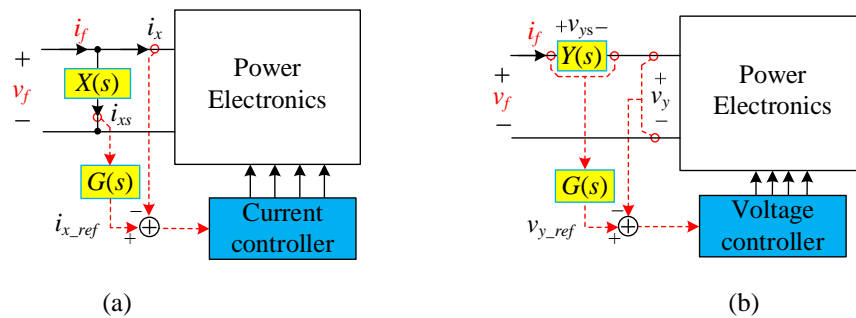 i_f
i_x
+
v_f
−
X(s)
i_xs
Power
Electronics
G(s)
i_x_ref
−
+
Current
controller
(a)
i_f
+v_ys−
Y(s)
+
v_f
−
+
v_y
−
Power
Electronics
G(s)
v_y_ref
−
+
Voltage
controller
(b)